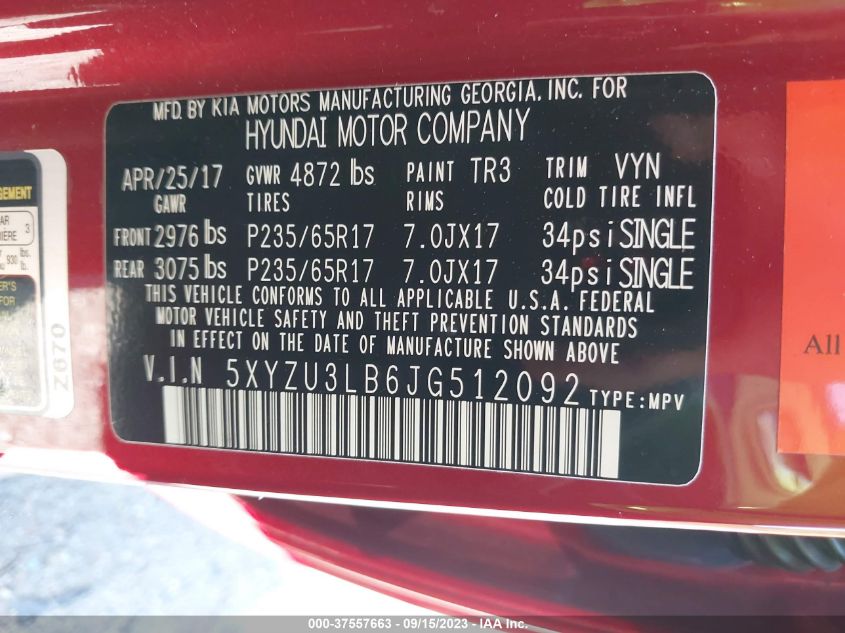 MFD. BY KIA MOTORS MANUFACTURING GEORGIA, INC. FOR
HYUNDAI MOTOR COMPANY
APR/25/17 GVWR 4872 lbs PAINT TR3 TRIM VYN
GAWR TIRES RIMS COLD TIRE INFL
FRONT 2976 lbs P235/65R17 7.0JX17 34psi SINGLE
REAR 3075 lbs P235/65R17 7.0JX17 34psi SINGLE
THIS VEHICLE CONFORMS TO ALL APPLICABLE U.S.A. FEDERAL
MOTOR VEHICLE SAFETY AND THEFT PREVENTION STANDARDS
IN EFFECT ON THE DATE OF MANUFACTURE SHOWN ABOVE.
V.I.N 5XYZU3LB6JG512092 TYPE:MPV
3
930
lbs.
Z670
All
000-37557663 - 09/15/2023 - IAA Inc.